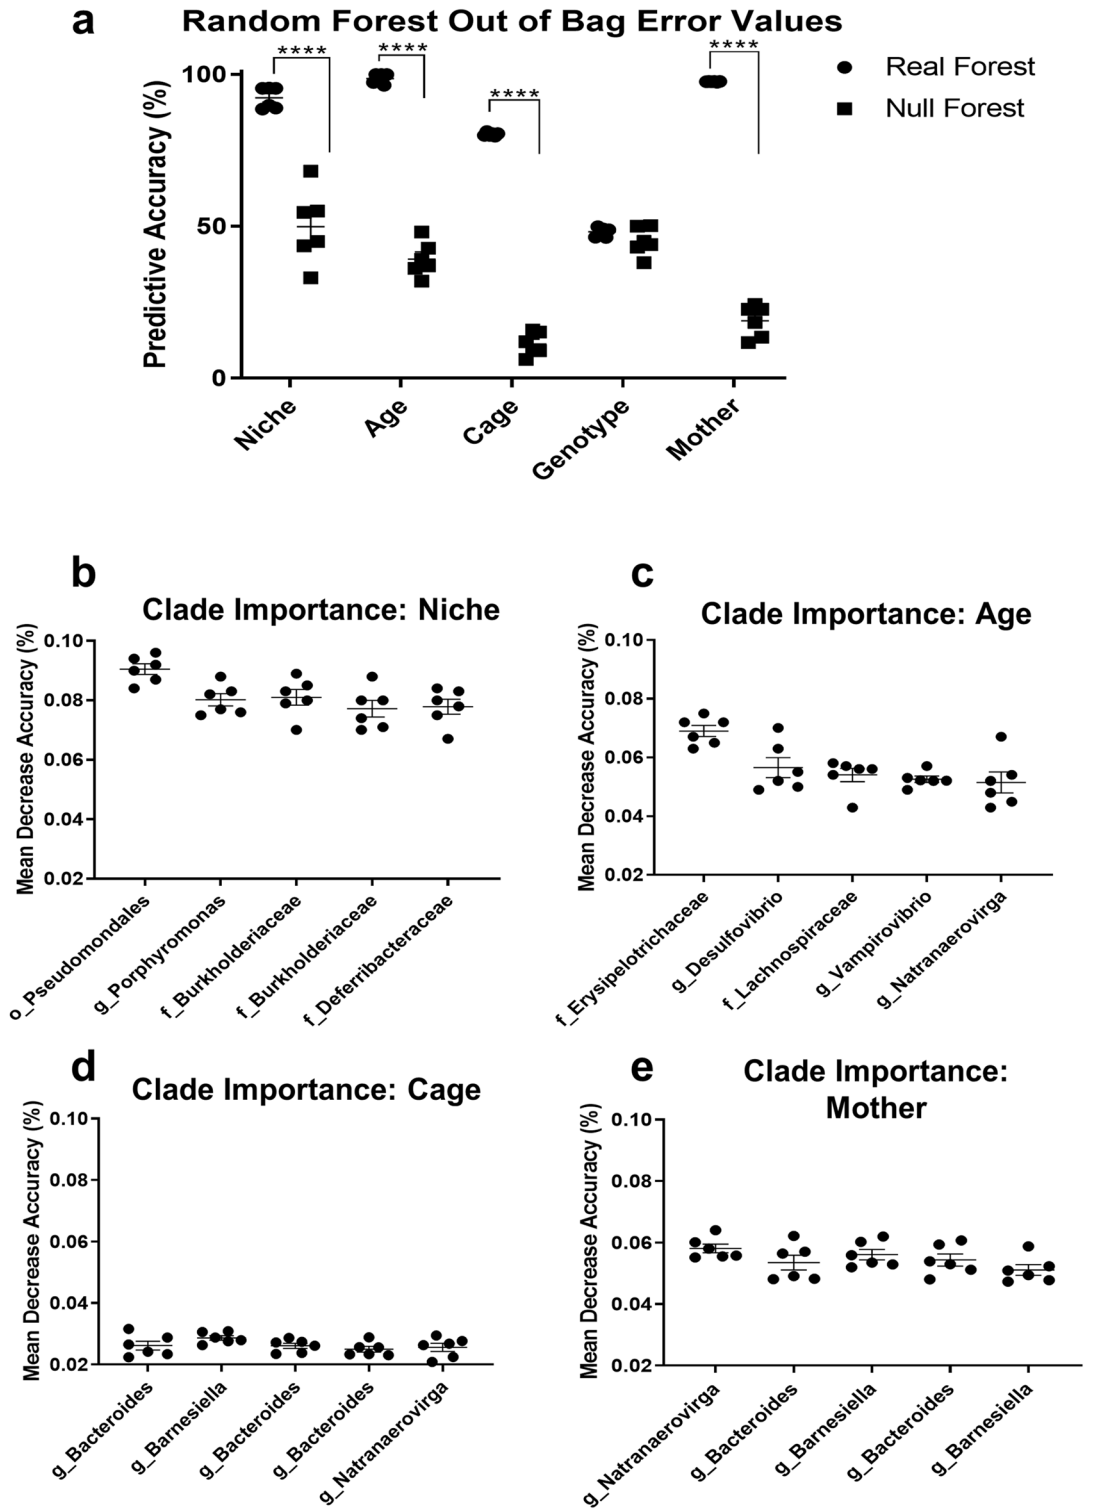 a
Random Forest Out of Bag Error Values
**** **** **** ****
Real Forest
Null Forest
Predictive Accuracy (%)
100
50
0
Niche
Age
Cage
Genotype
Mother
b
Clade Importance: Niche
Mean Decrease Accuracy (%)
0.10
0.08
0.06
0.04
0.02
o_Pseudomondales
g_Porphyromonas
f_Burkholderiaceae
f_Burkholderiaceae
f_Deferribacteraceae
c
Clade Importance: Age
Mean Decrease Accuracy (%)
0.10
0.08
0.06
0.04
0.02
f_Erysipelotrichaceae
g_Desulfovibrio
f_Lachnospiraceae
g_Vampirovibrio
g_Natranaerovirga
d
Clade Importance: Cage
Mean Decrease Accuracy (%)
0.10
0.08
0.06
0.04
0.02
g_Bacteroides
g_Barnesiella
g_Bacteroides
g_Bacteroides
g_Natranaerovirga
e
Clade Importance:
Mother
Mean Decrease Accuracy (%)
0.10
0.08
0.06
0.04
0.02
g_Natranaerovirga
g_Bacteroides
g_Barnesiella
g_Bacteroides
g_Barnesiella